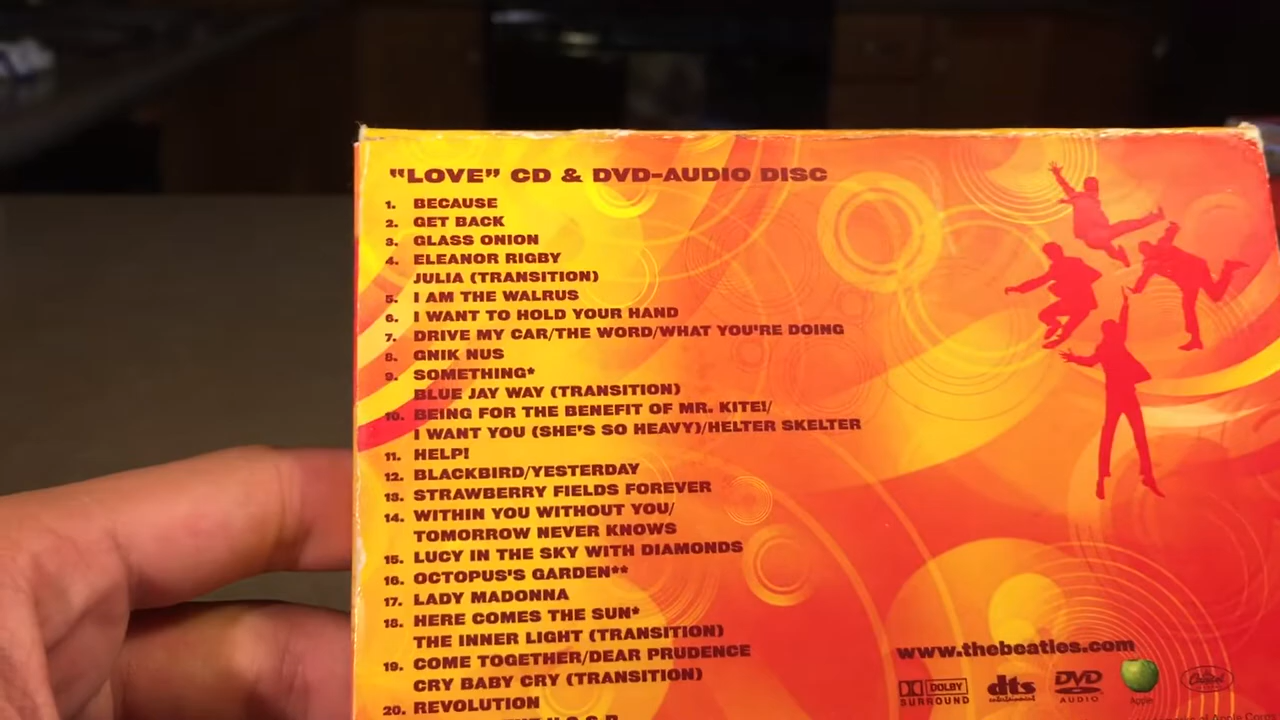 "LOVE" CD & DVD-AUDIO DISC
1. BECAUSE
2. GET BACK
3. GLASS ONION
4. ELEANOR RIGBY
JULIA (TRANSITION)
5. I AM THE WALRUS
6. I WANT TO HOLD YOUR HAND
7. DRIVE MY CAR/THE WORD/WHAT YOU'RE DOING
8. GNIK NUS
9. SOMETHING*
BLUE JAY WAY (TRANSITION)
10. BEING FOR THE BENEFIT OF MR. KITE!/
I WANT YOU (SHE'S SO HEAVY)/HELTER SKELTER
11. HELP!
12. BLACKBIRD/YESTERDAY
13. STRAWBERRY FIELDS FOREVER
14. WITHIN YOU WITHOUT YOU/
TOMORROW NEVER KNOWS
15. LUCY IN THE SKY WITH DIAMONDS
16. OCTOPUS'S GARDEN**
17. LADY MADONNA
18. HERE COMES THE SUN*
THE INNER LIGHT (TRANSITION)
19. COME TOGETHER/DEAR PRUDENCE
CRY BABY CRY (TRANSITION)
20. REVOLUTION
www.thebeatles.com
DOLBY
SURROUND
dts
entertainment
DVD
AUDIO
Apple
Capitol